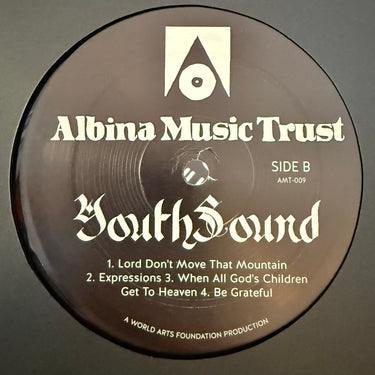 Albina Music Trust
SIDE B
AMT-009
YouthSound
1. Lord Don't Move That Mountain
2. Expressions 3. When All God's Children
Get To Heaven 4. Be Grateful
A WORLD ARTS FOUNDATION PRODUCTION